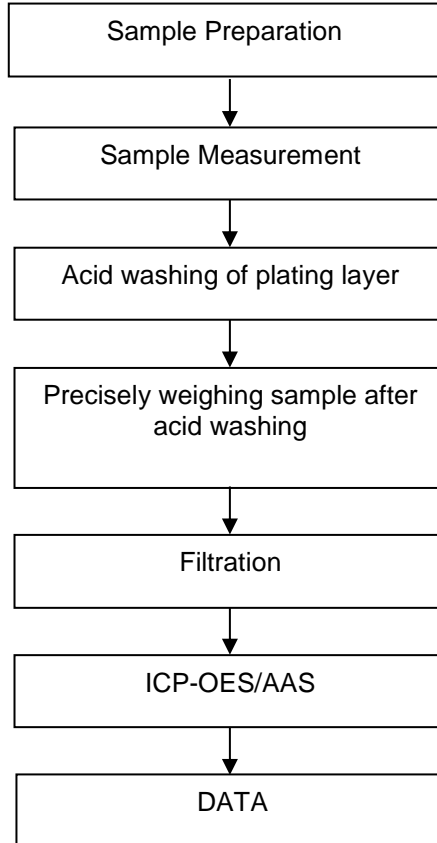 Sample Preparation
Sample Measurement
Acid washing of plating layer
Precisely weighing sample after
acid washing
Filtration
ICP-OES/AAS
DATA